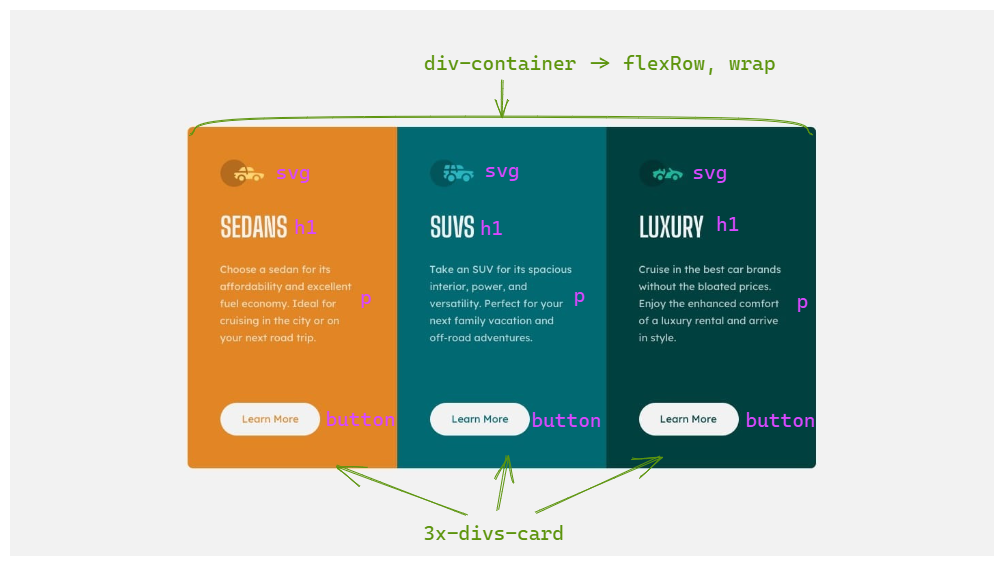 div-container → flexRow, wrap
svg
svg
svg
SEDANS h1
SUVS h1
LUXURY h1
Choose a sedan for its
affordability and excellent
fuel economy. Ideal for
cruising in the city or on
your next road trip.
p
Take an SUV for its spacious
interior, power, and
versatility. Perfect for your
next family vacation and
off-road adventures.
p
Cruise in the best car brands
without the bloated prices.
Enjoy the enhanced comfort
of a luxury rental and arrive
in style.
p
Learn More button
Learn More button
Learn More button
3x-divs-card